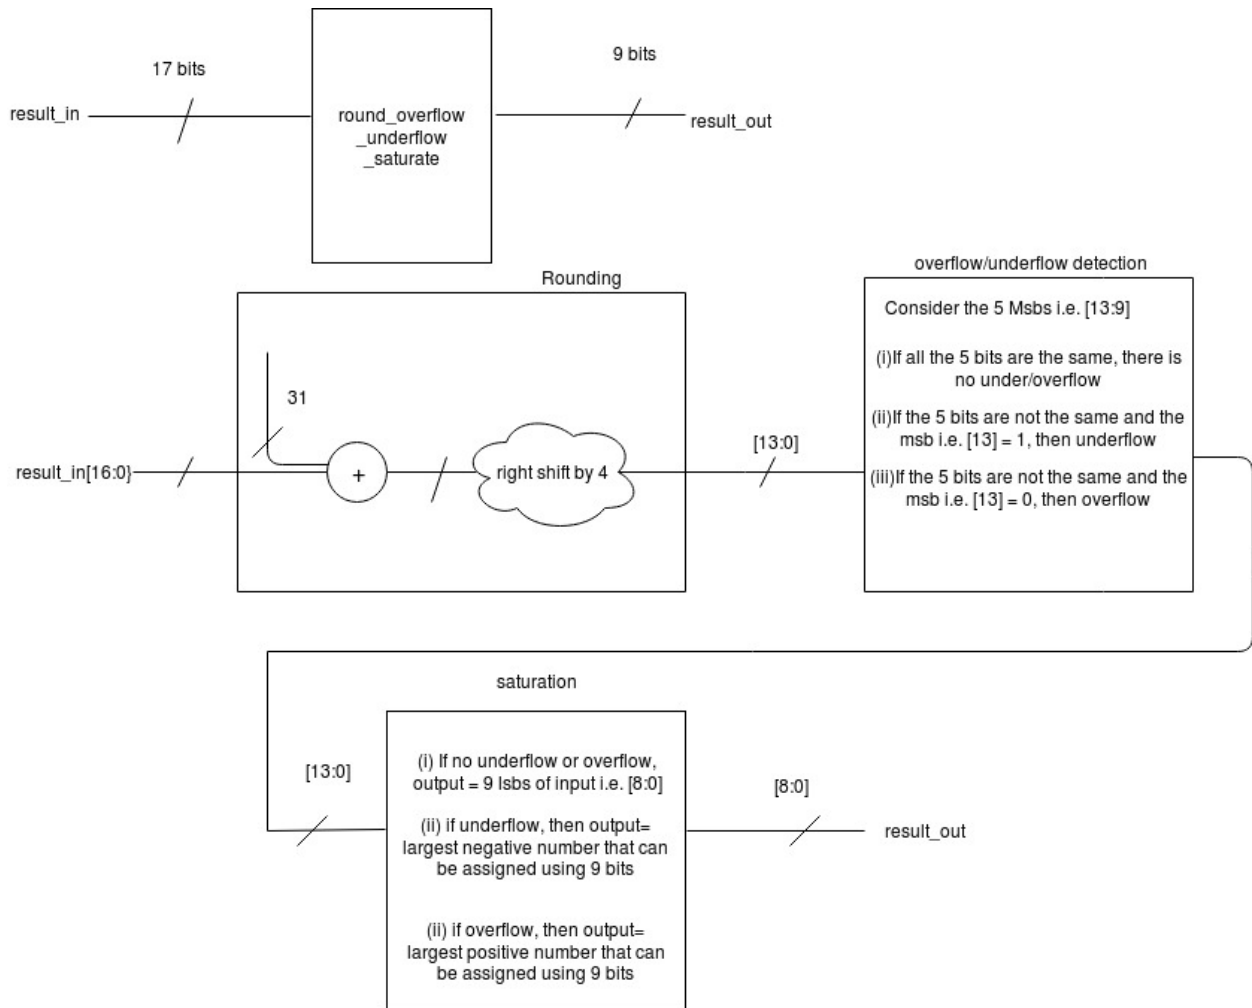 17 bits
9 bits
result_in
result_out
round_overflow
_underflow
_saturate
Rounding
31
result_in[16:0}
+
right shift by 4
[13:0]
overflow/underflow detection
Consider the 5 Msbs i.e. [13:9]
(i)If all the 5 bits are the same, there is
no under/overflow
(ii)If the 5 bits are not the same and the
msb i.e. [13] = 1, then underflow
(iii)If the 5 bits are not the same and the
msb i.e. [13] = 0, then overflow
saturation
[13:0]
(i) If no underflow or overflow,
output = 9 lsbs of input i.e. [8:0]
(ii) if underflow, then output=
largest negative number that can
be assigned using 9 bits
(ii) if overflow, then output=
largest positive number that can
be assigned using 9 bits
[8:0]
result_out